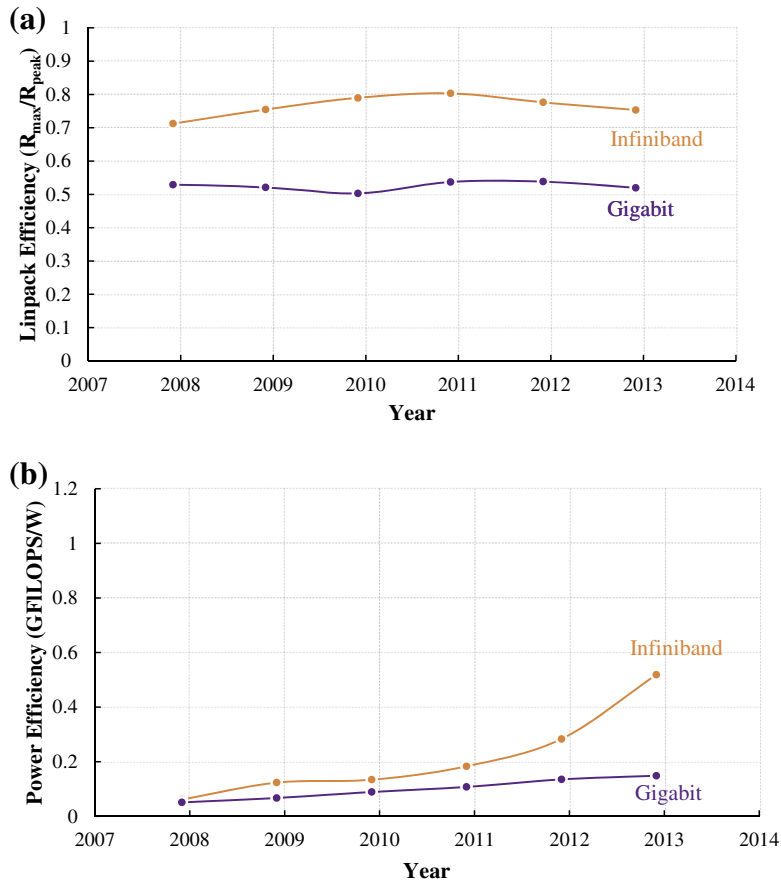 (a)
Linpack Efficiency (R_max/R_peak)
1
0.9
0.8
0.7
0.6
0.5
0.4
0.3
0.2
0.1
0
Infiniband
Gigabit
2007 2008 2009 2010 2011 2012 2013 2014
Year
(b)
Power Efficiency (GFlLOPS/W)
1.2
1
0.8
0.6
0.4
0.2
0
Infiniband
Gigabit
2007 2008 2009 2010 2011 2012 2013 2014
Year